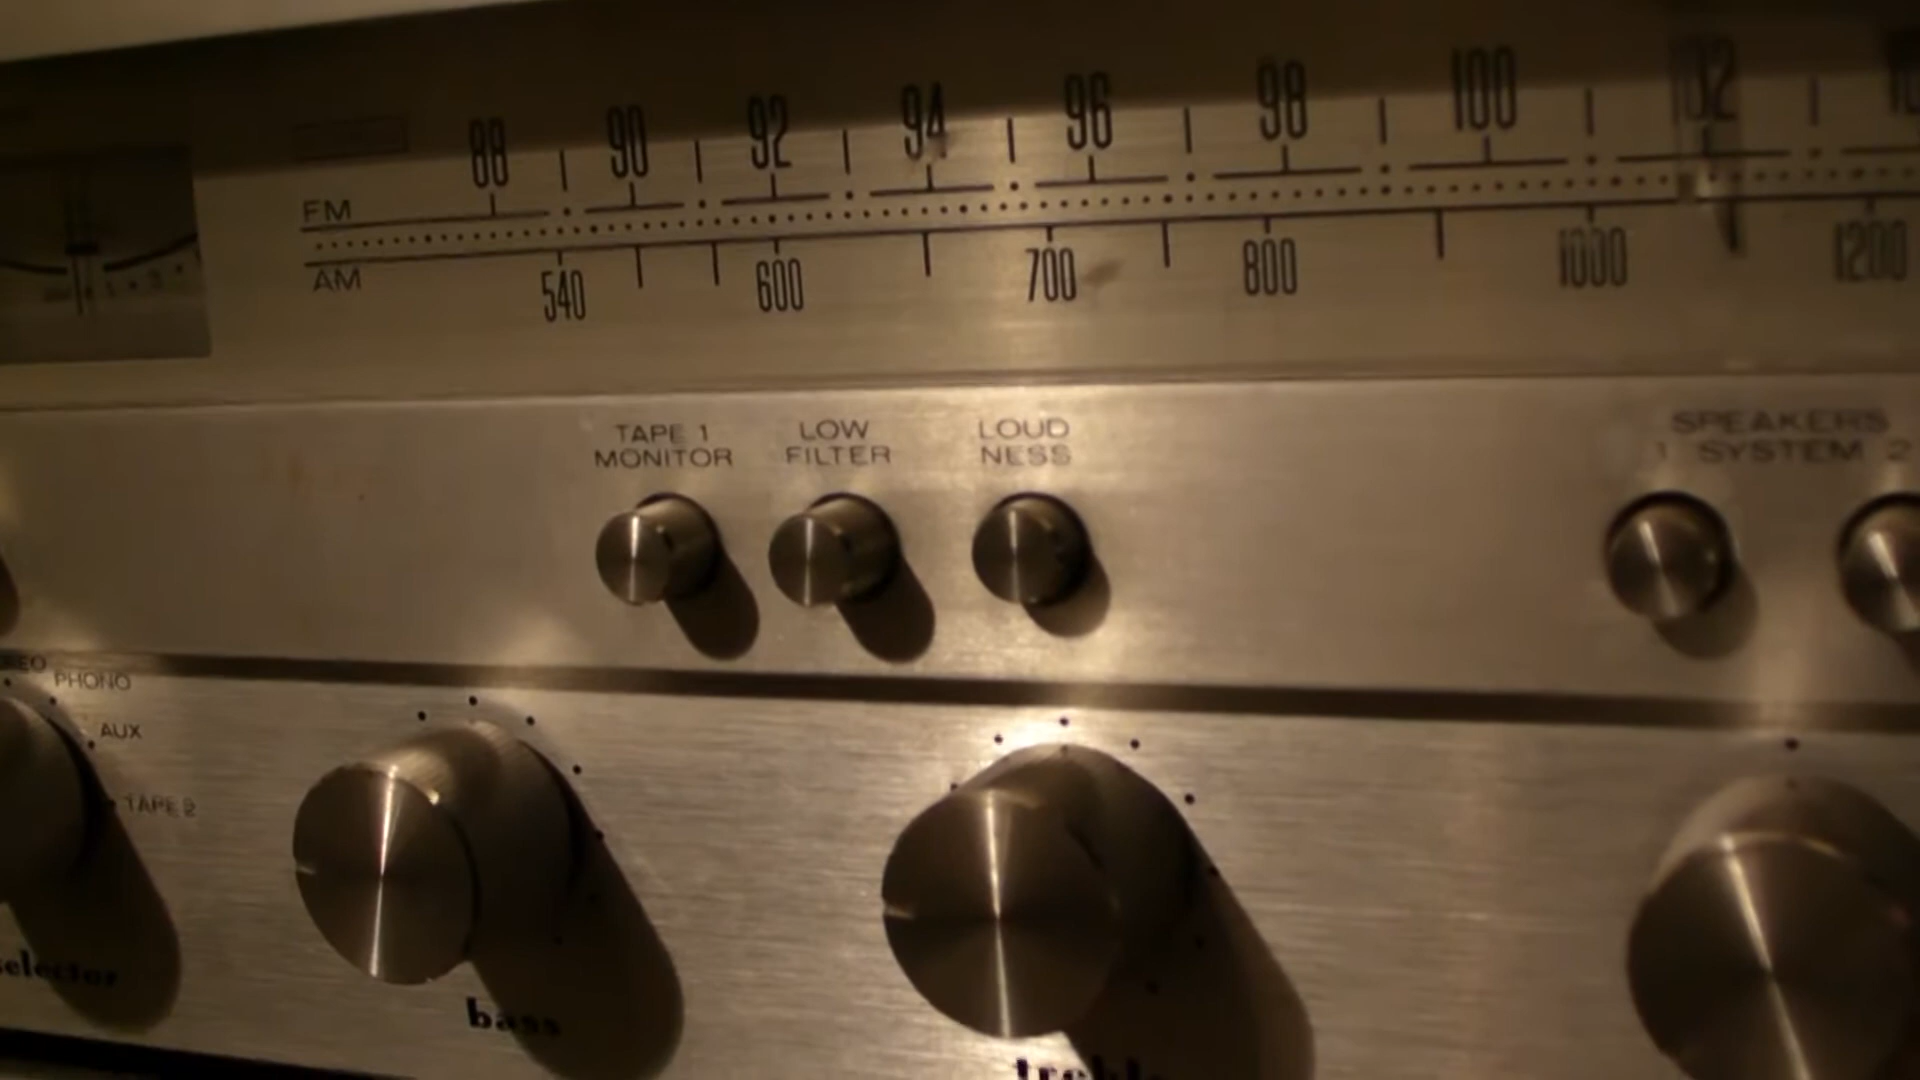 88 90 92 94 96 98 100 102
FM
AM
540 600 700 800 1000 1200
TAPE 1 MONITOR
LOW FILTER
LOUD NESS
SPEAKERS
1 SYSTEM 2
PHONO
AUX
TAPE 2
selector
bass
treble